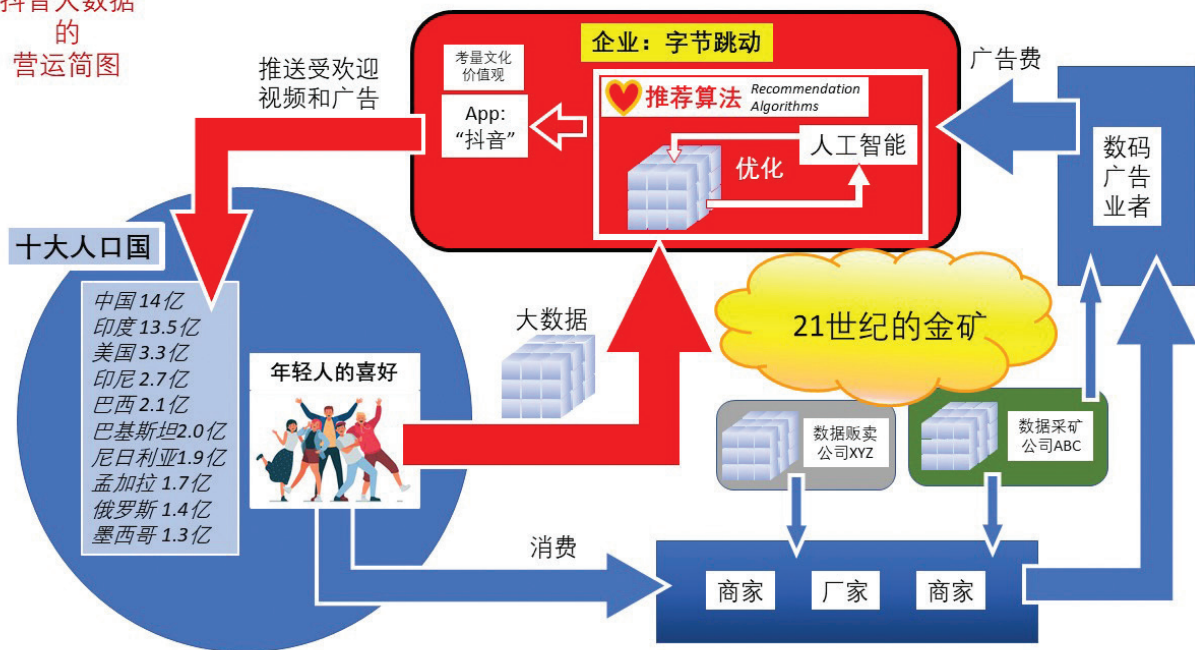 抖音大数据
的
营运简图
推送受欢迎
视频和广告
考量文化
价值观
App:
“抖音”
企业：字节跳动
推荐算法
Recommendation
Algorithms
人工智能
优化
广告费
数码
广告
业者
十大人口国
中国 14亿
印度 13.5亿
美国 3.3亿
印尼 2.7亿
巴西 2.1亿
巴基斯坦2.0亿
尼日利亚1.9亿
孟加拉 1.7亿
俄罗斯 1.4亿
墨西哥 1.3亿
年轻人的喜好
大数据
21世纪的金矿
数据贩卖
公司XYZ
数据采矿
公司ABC
消费
商家
厂家
商家